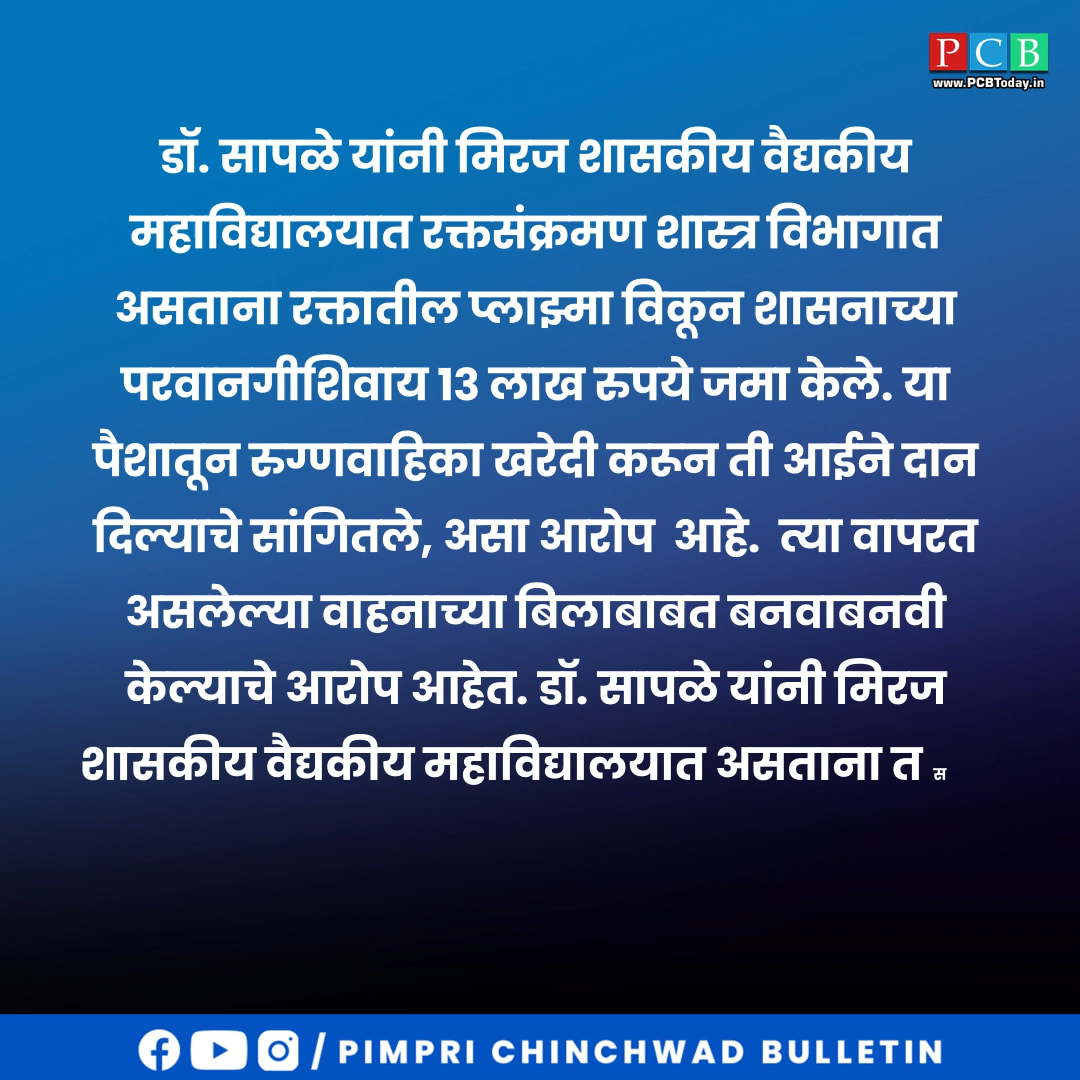 PCB
www.PCBToday.in
डॉ. सापळे यांनी मिरज शासकीय वैद्यकीय
महाविद्यालयात रक्तसंक्रमण शास्त्र विभागात
असताना रक्तातील प्लाझ्मा विकून शासनाच्या
परवानगीशिवाय 13 लाख रुपये जमा केले. या
पैशातून रुग्णवाहिका खरेदी करून ती आईने दान
दिल्याचे सांगितले, असा आरोप आहे. त्या वापरत
असलेल्या वाहनाच्या बिलाबाबत बनवाबनवी
केल्याचे आरोप आहेत. डॉ. सापळे यांनी मिरज
शासकीय वैद्यकीय महाविद्यालयात असताना त स
/ PIMPRI CHINCHWAD BULLETIN